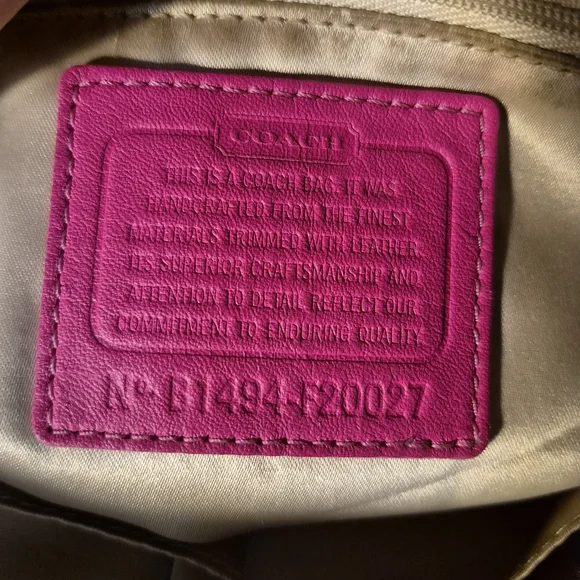 COACH
THIS IS A COACH BAG. IT WAS
HANDCRAFTED FROM THE FINEST
MATERIALS TRIMMED WITH LEATHER.
ITS SUPERIOR CRAFTSMANSHIP AND
ATTENTION TO DETAIL REFLECT OUR
COMMITMENT TO ENDURING QUALITY.
Nº B1494-F20027